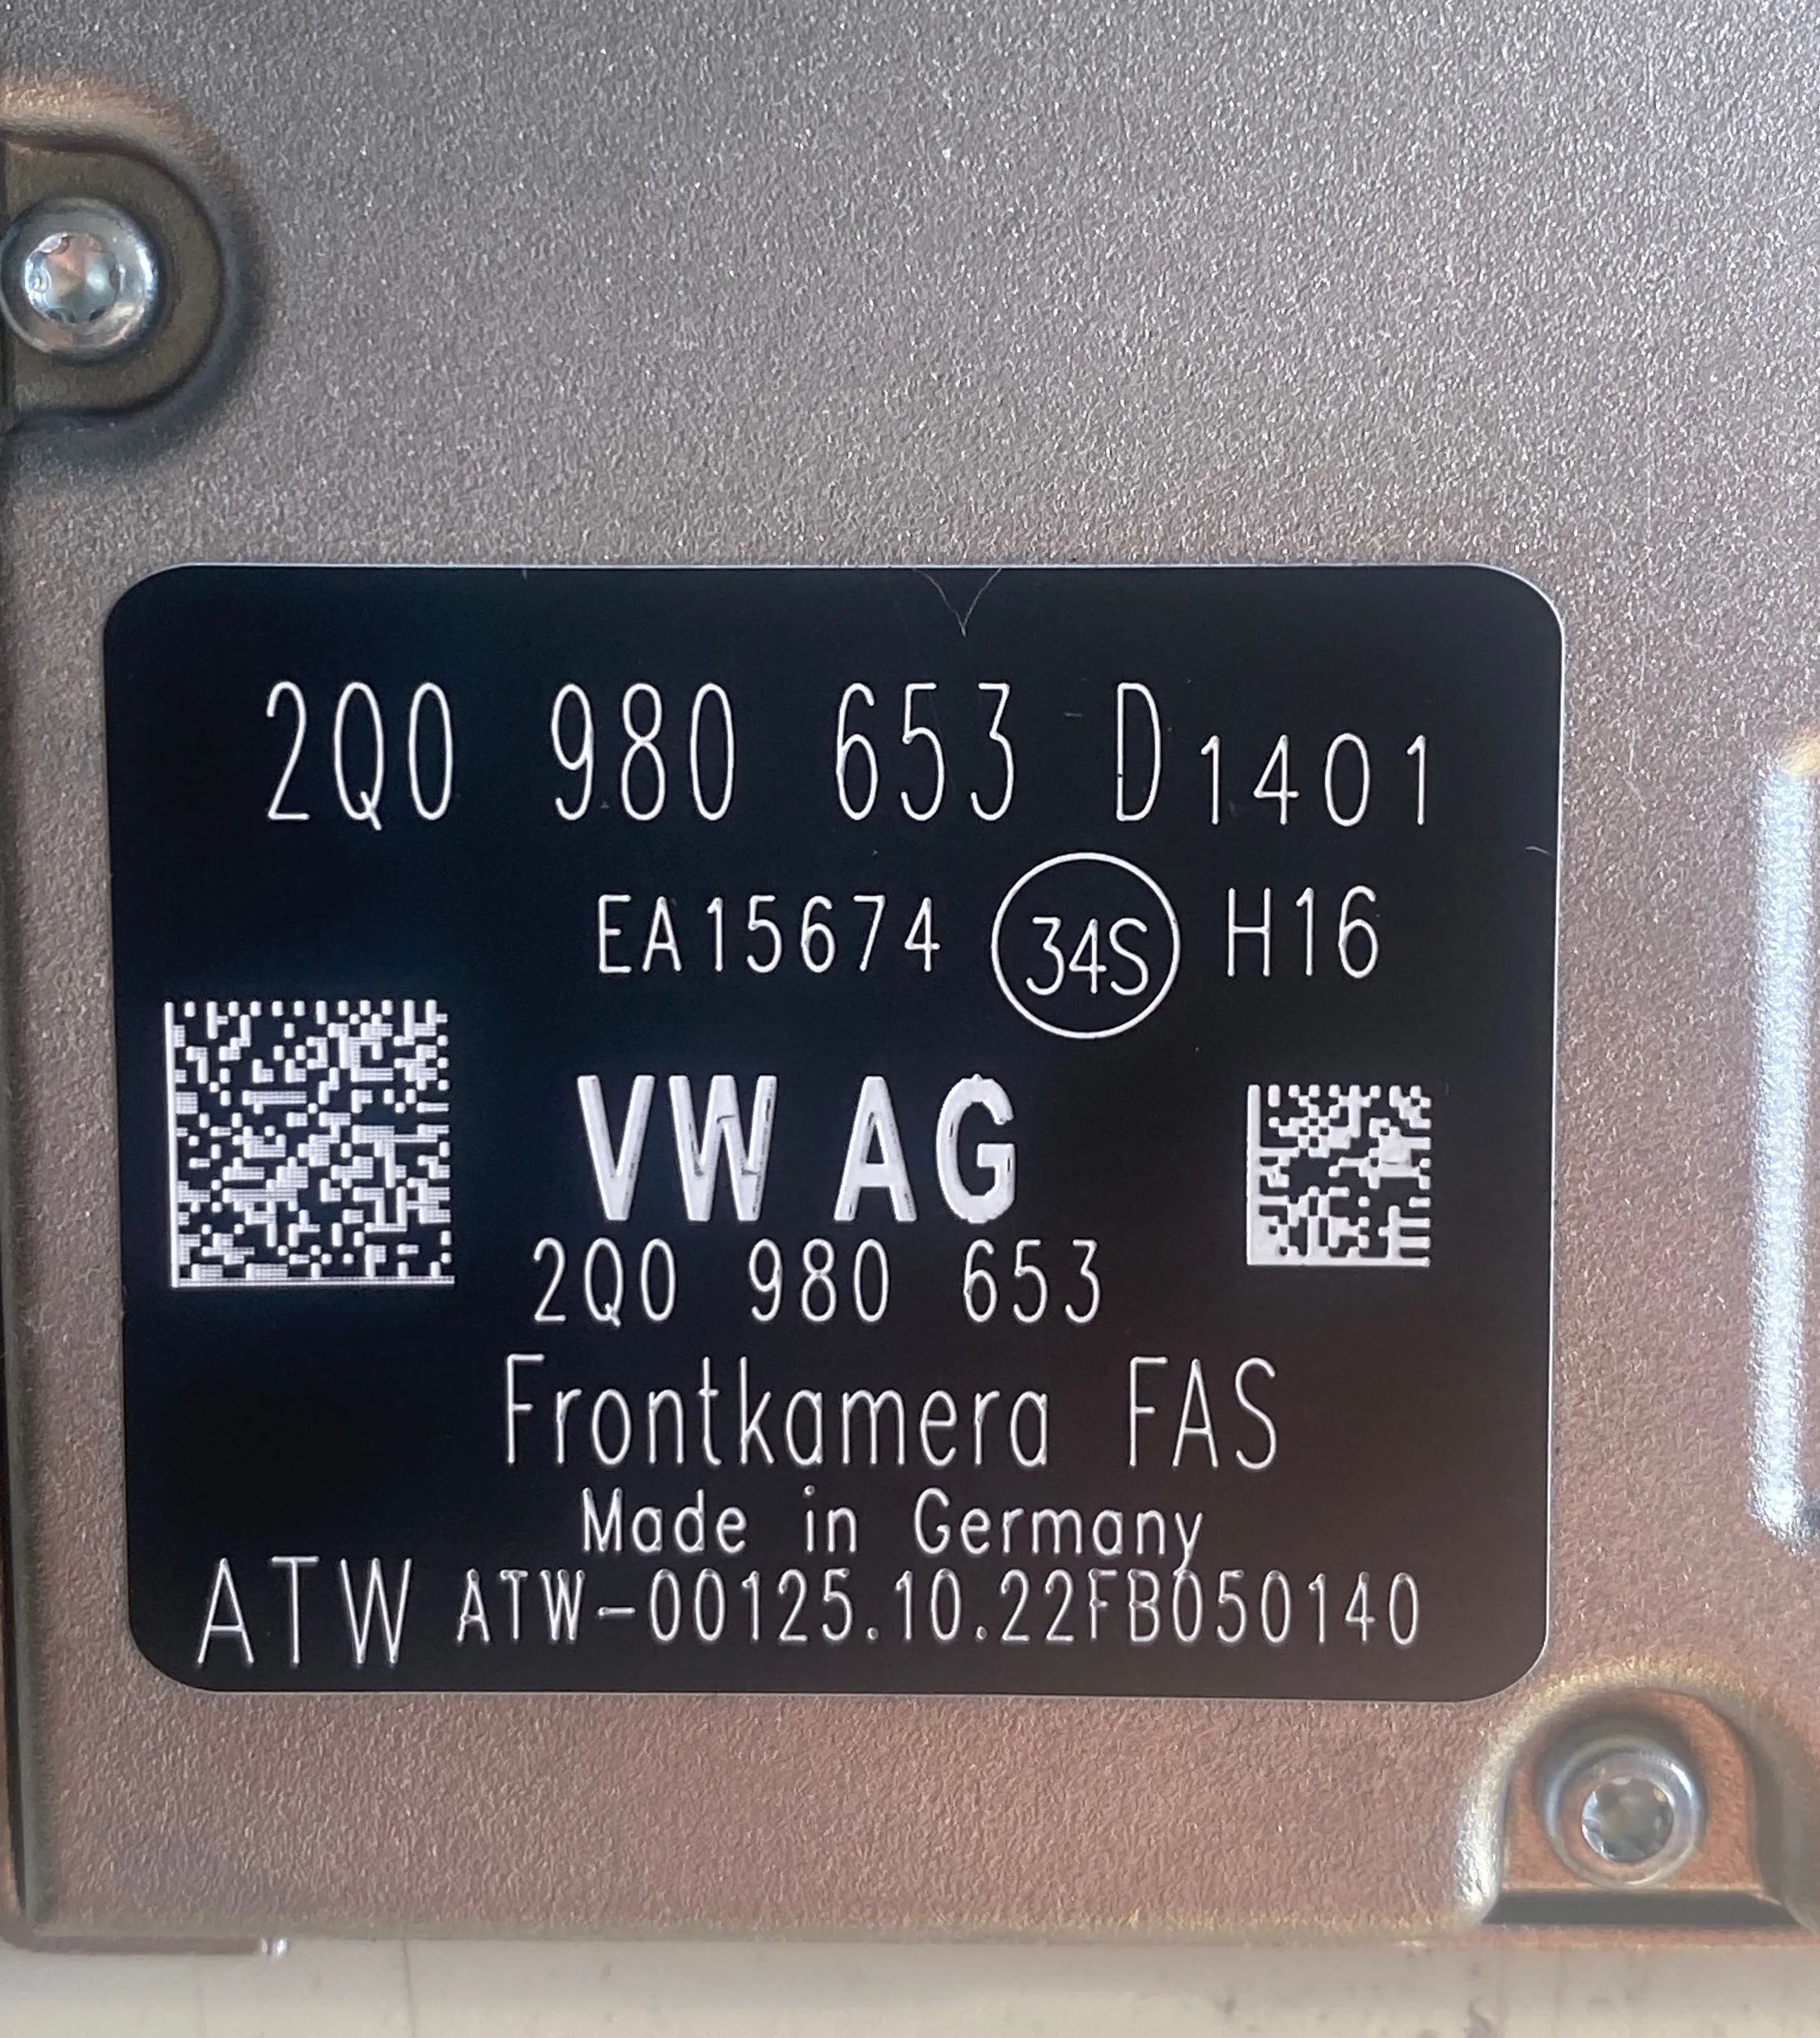 2Q0 980 653 D 1401
EA15674 34S H16
VW AG
2Q0 980 653
Frontkamera FAS
Made in Germany
ATW ATW-00125.10.22FB050140